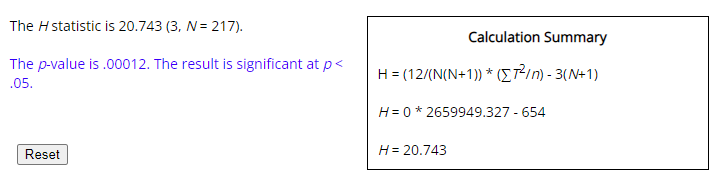 The H statistic is 20.743 (3, N = 217).
The p-value is .00012. The result is significant at p <
.05.
Reset
Calculation Summary
H = (12/(N(N+1)) * (∑T²/n) - 3(N+1)
H = 0 * 2659949.327 - 654
H = 20.743